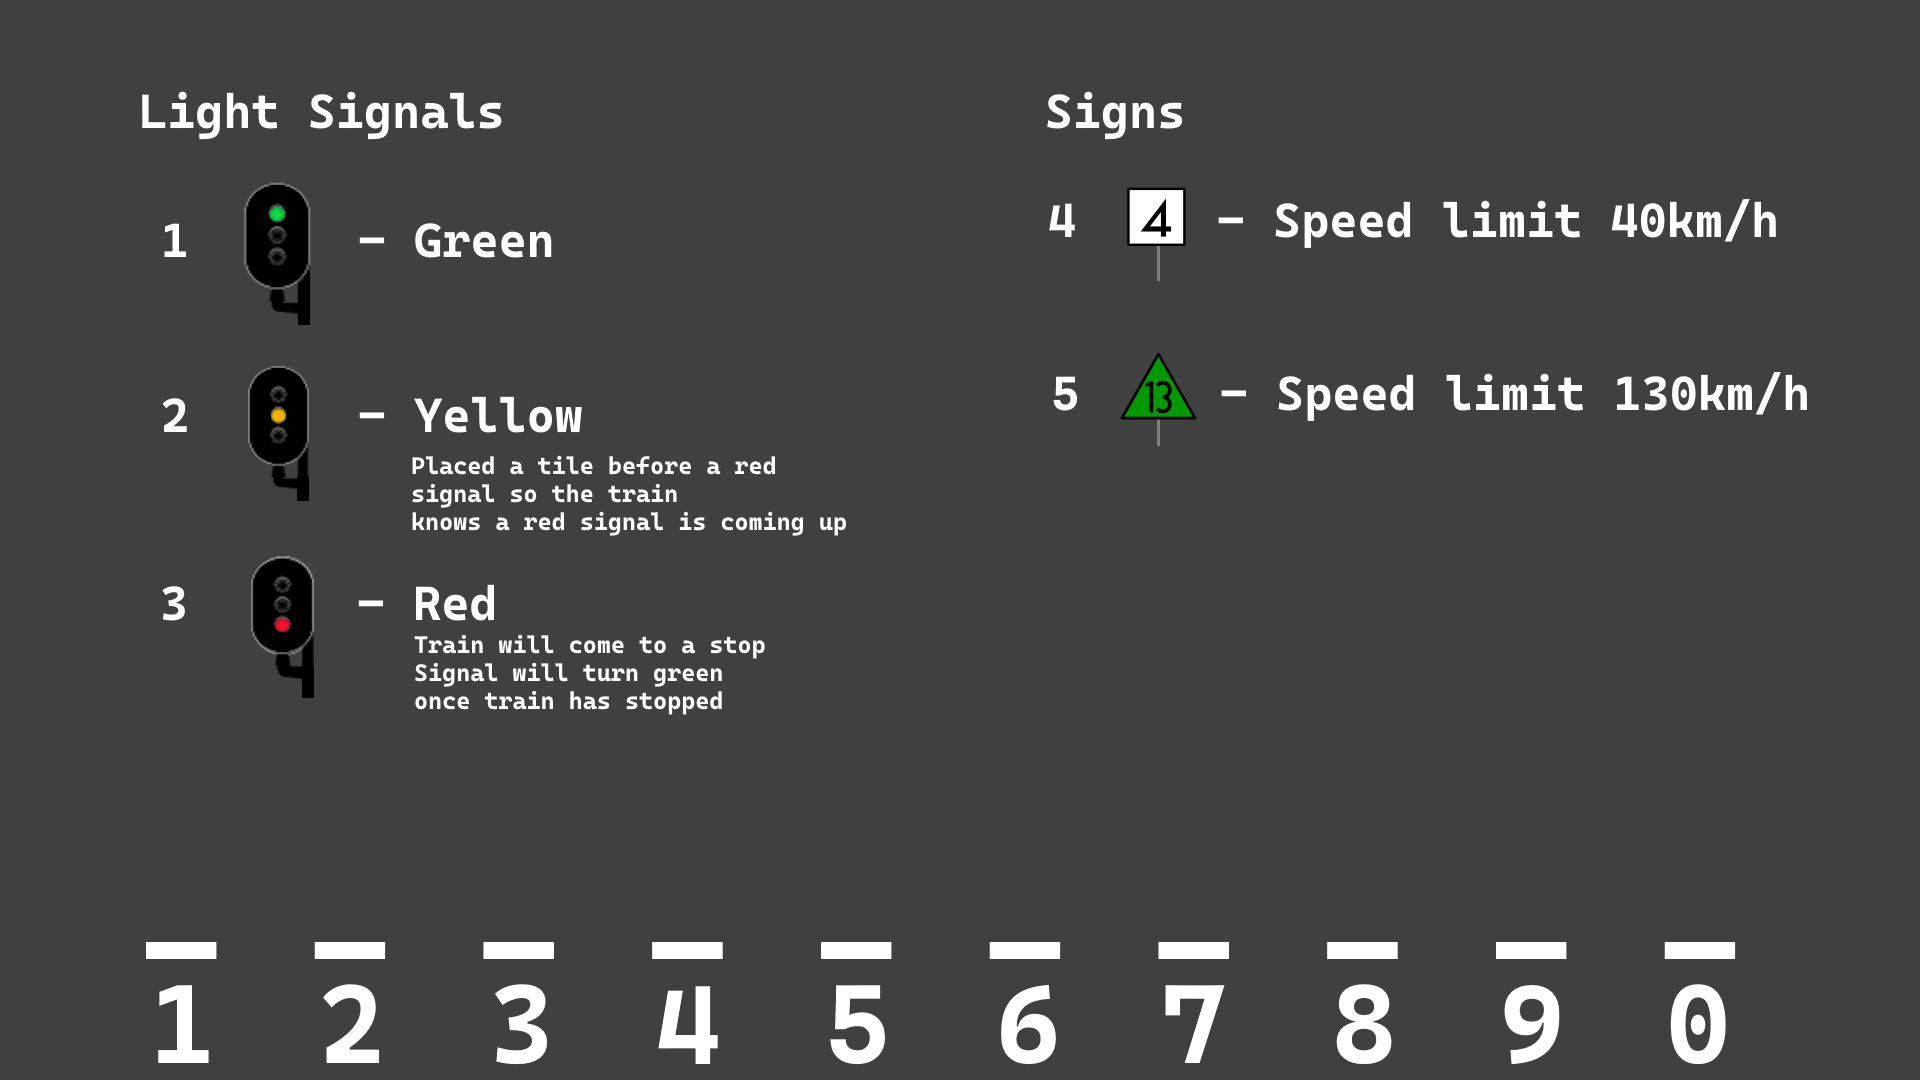 Light Signals
1 – Green
2 – Yellow
Placed a tile before a red
signal so the train
knows a red signal is coming up
3 – Red
Train will come to a stop
Signal will turn green
once train has stopped
Signs
4 4 – Speed limit 40km/h
5 13 – Speed limit 130km/h
1 2 3 4 5 6 7 8 9 0